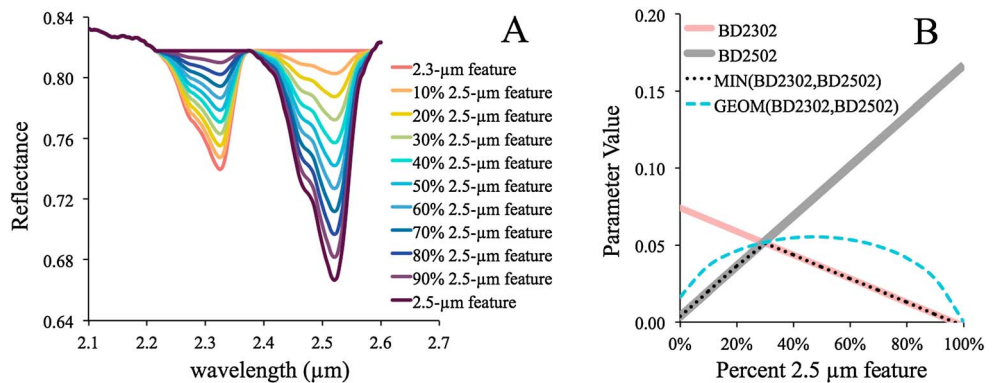 A
0.84
0.80
0.76
0.72
0.68
0.64
Reflectance
2.1
2.2
2.3
2.4
2.5
2.6
2.7
wavelength (µm)
2.3-µm feature
10% 2.5-µm feature
20% 2.5-µm feature
30% 2.5-µm feature
40% 2.5-µm feature
50% 2.5-µm feature
60% 2.5-µm feature
70% 2.5-µm feature
80% 2.5-µm feature
90% 2.5-µm feature
2.5-µm feature
B
0.20
0.15
0.10
0.05
0.00
Parameter Value
BD2302
BD2502
MIN(BD2302,BD2502)
GEOM(BD2302,BD2502)
0%
20%
40%
60%
80%
100%
Percent 2.5 µm feature